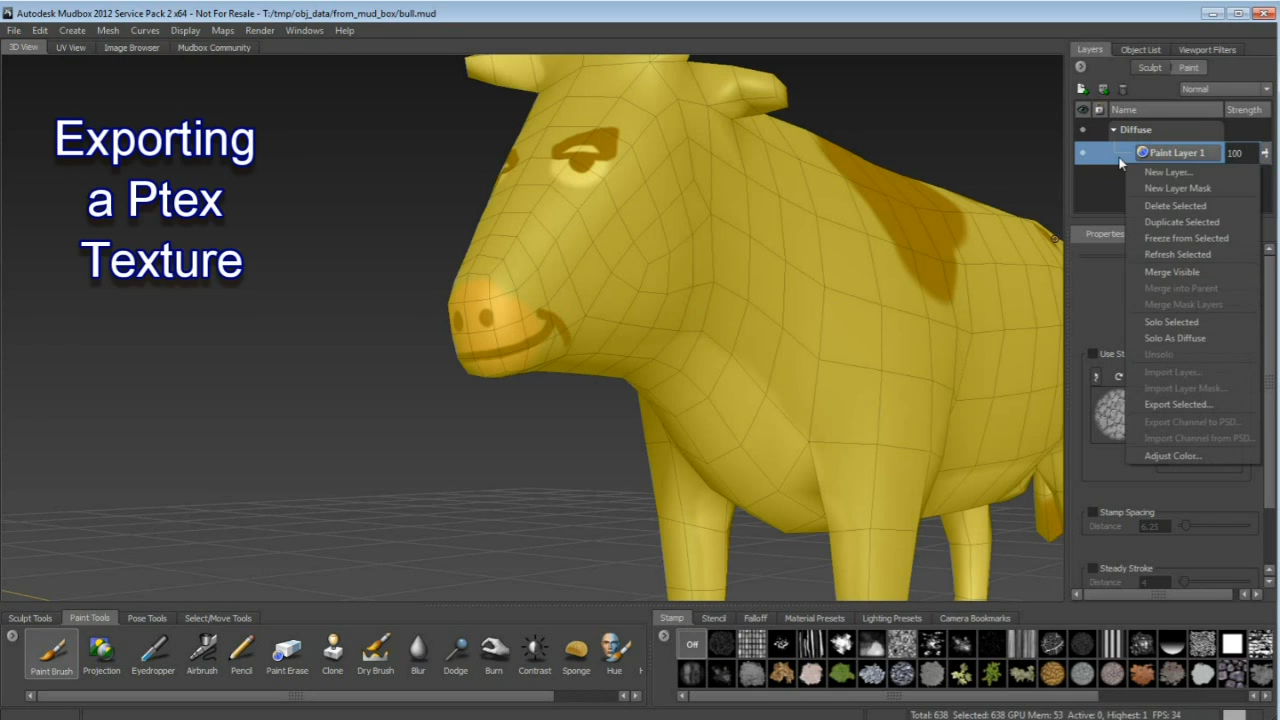 Autodesk Mudbox 2012 Service Pack 2 x64 - Not For Resale - T:/tmp/obj_data/from_mud_box/bull.mud
File Edit Create Mesh Curves Display Maps Render Windows Help
3D View UV View Image Browser Mudbox Community
Layers Object List Viewport Filters
Sculpt Paint
Normal
Name Strength
Diffuse
Paint Layer 1 100
Exporting
a Ptex
Texture
New Layer...
New Layer Mask
Delete Selected
Duplicate Selected
Freeze from Selected
Refresh Selected
Merge Visible
Merge into Parent
Merge Mask Layers
Solo Selected
Solo As Diffuse
Unsolo
Import Layer...
Import Layer Mask...
Export Selected...
Export Channel to PSD...
Import Channel from PSD...
Adjust Color...
Properties
Use St
Stamp Spacing
Distance 6.25
Steady Stroke
Distance 4
Sculpt Tools Paint Tools Pose Tools Select/Move Tools
Paint Brush Projection Eyedropper Airbrush Pencil Paint Erase Clone Dry Brush Blur Dodge Burn Contrast Sponge Hue H
Stamp Stencil Falloff Material Presets Lighting Presets Camera Bookmarks
Off
Total: 638 Selected: 638 GPU Mem: 53 Active: 0, Highest: 1 FPS: 34